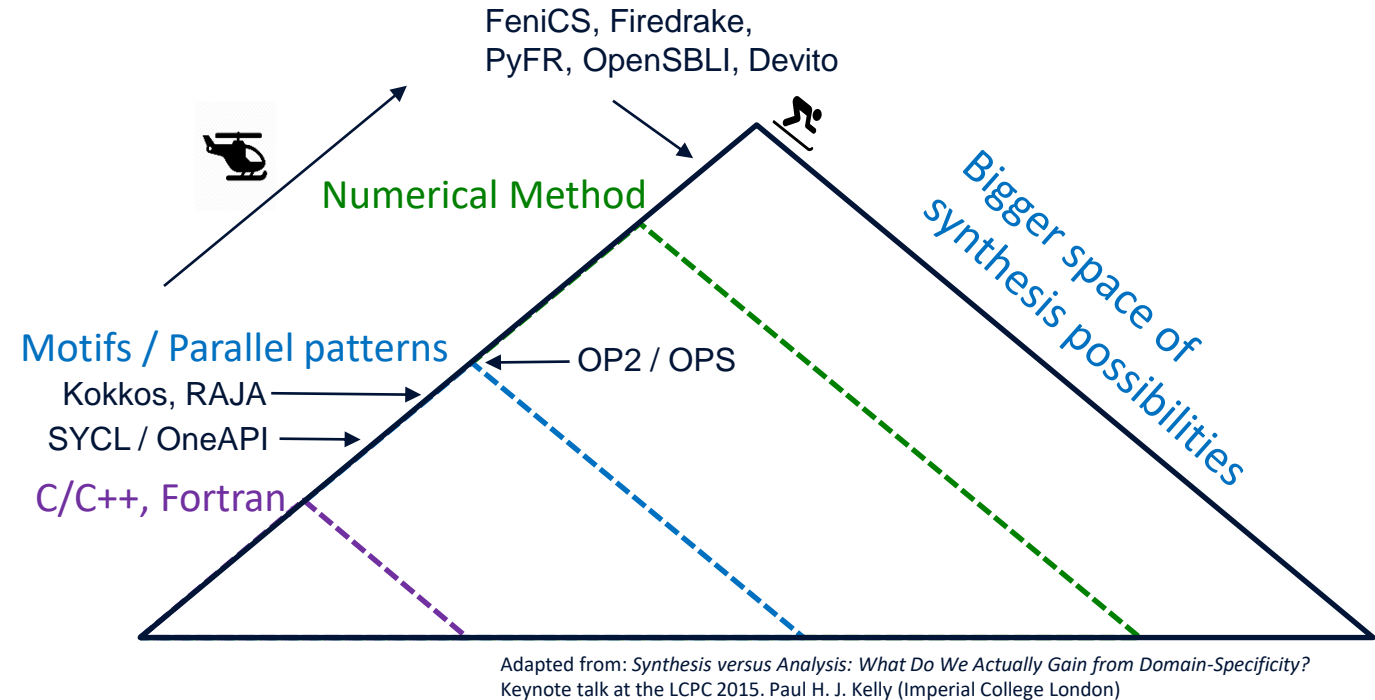 FeniCS, Firedrake,
PyFR, OpenSBLI, Devito
Numerical Method
Bigger space of
synthesis possibilities
Motifs / Parallel patterns
OP2 / OPS
Kokkos, RAJA
SYCL / OneAPI
C/C++, Fortran
Adapted from: Synthesis versus Analysis: What Do We Actually Gain from Domain-Specificity?
Keynote talk at the LCPC 2015. Paul H. J. Kelly (Imperial College London)